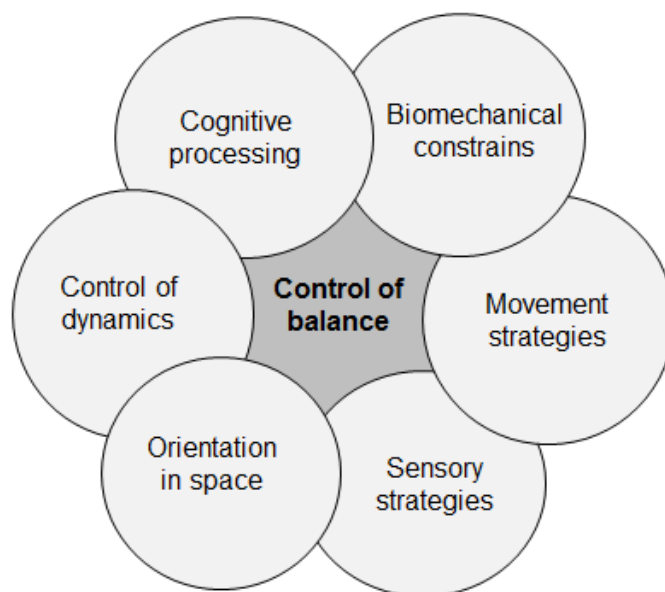 Cognitive
processing
Biomechanical
constrains
Control of
dynamics
Control of
balance
Movement
strategies
Orientation
in space
Sensory
strategies